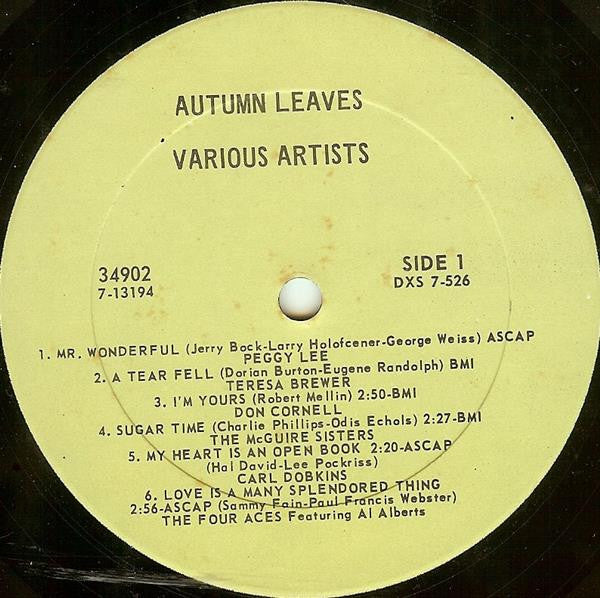 AUTUMN LEAVES
VARIOUS ARTISTS
34902
7-13194
SIDE 1
DXS 7-526
1. MR. WONDERFUL (Jerry Bock-Larry Holofcener-George Weiss) ASCAP
PEGGY LEE
2. A TEAR FELL (Dorian Burton-Eugene Randolph) BMI
TERESA BREWER
3. I'M YOURS (Robert Mellin) 2:50-BMI
DON CORNELL
4. SUGAR TIME (Charlie Phillips-Odis Echols) 2:27-BMI
THE McGUIRE SISTERS
5. MY HEART IS AN OPEN BOOK 2:20-ASCAP
(Hal David-Lee Pockriss)
CARL DOBKINS
6. LOVE IS A MANY SPLENDORED THING
2:56-ASCAP (Sammy Fain-Paul Francis Webster)
THE FOUR ACES Featuring Al Alberts